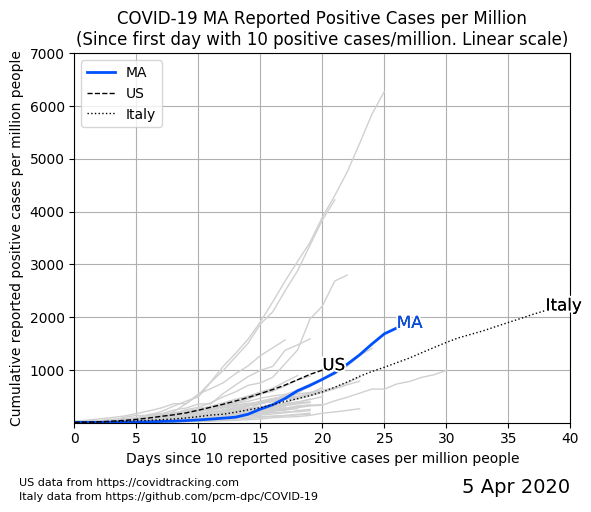 COVID-19 MA Reported Positive Cases per Million
(Since first day with 10 positive cases/million. Linear scale)
Cumulative reported positive cases per million people
7000
6000
5000
4000
3000
2000
1000
MA
US
Italy
Italy
MA
US
0 5 10 15 20 25 30 35 40
Days since 10 reported positive cases per million people
US data from https://covidtracking.com
Italy data from https://github.com/pcm-dpc/COVID-19
5 Apr 2020